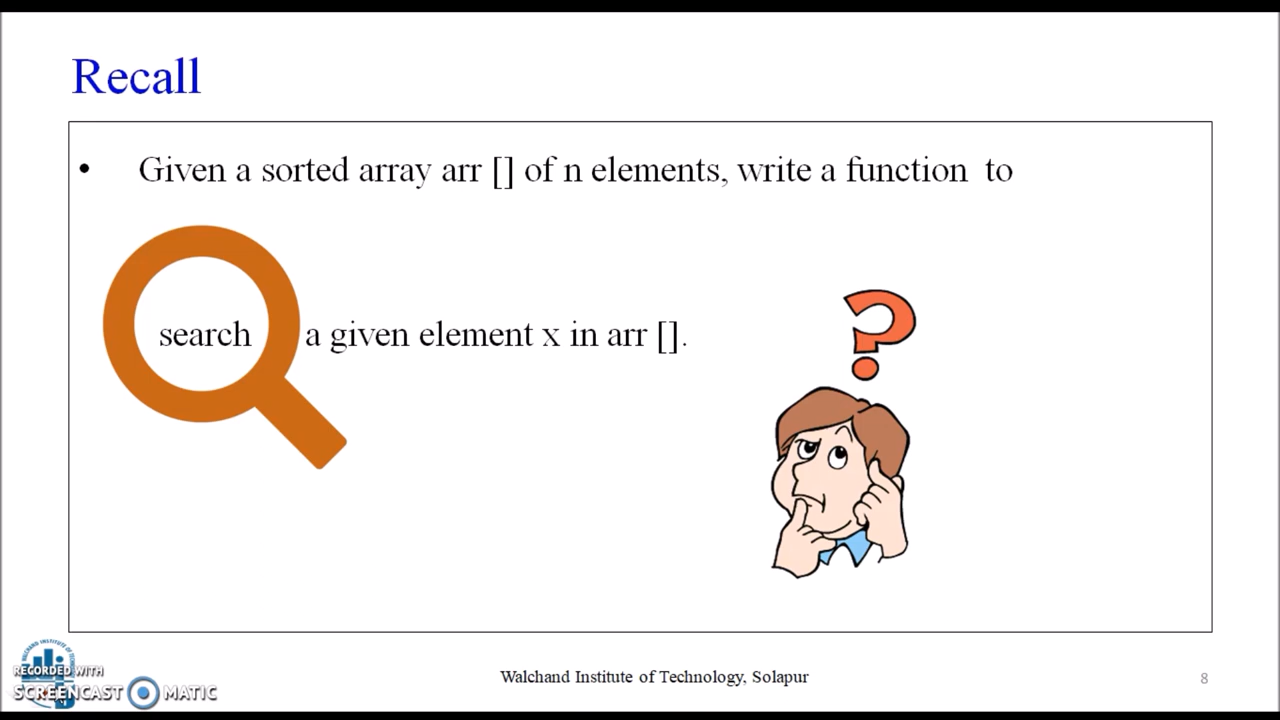 Recall
• Given a sorted array arr [] of n elements, write a function to
search a given element x in arr [].
?
RECORDED WITH
SCREENCAST MATIC
Walchand Institute of Technology, Solapur
8